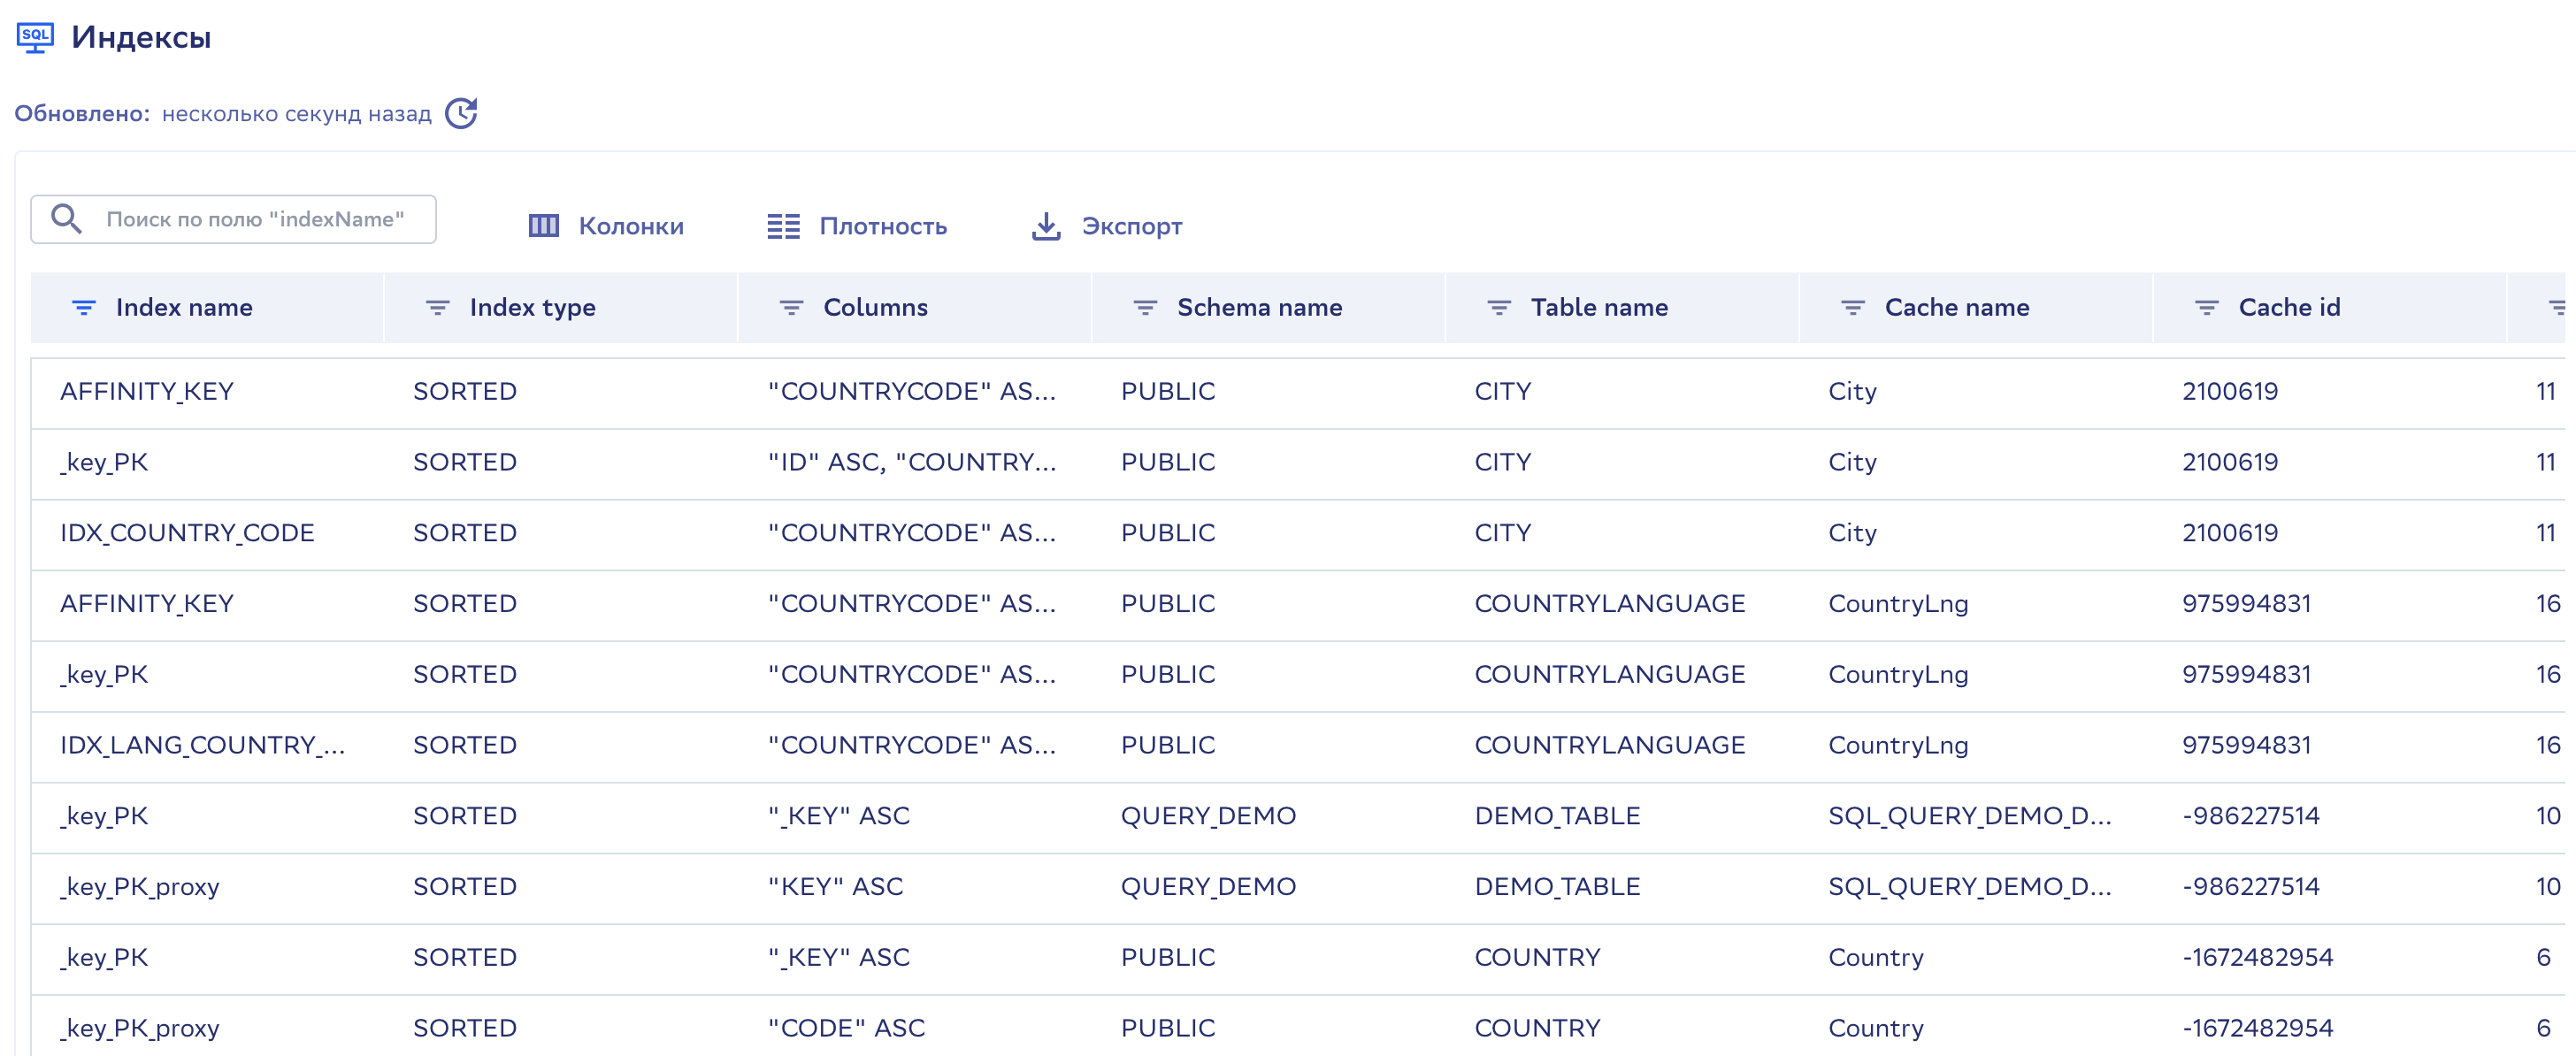 SQL Индексы
Обновлено: несколько секунд назад
Поиск по полю "indexName" Колонки Плотность Экспорт
Index name Index type Columns Schema name Table name Cache name Cache id
AFFINITY_KEY SORTED "COUNTRYCODE" AS... PUBLIC CITY City 2100619 11
_key_PK SORTED "ID" ASC, "COUNTRY... PUBLIC CITY City 2100619 11
IDX_COUNTRY_CODE SORTED "COUNTRYCODE" AS... PUBLIC CITY City 2100619 11
AFFINITY_KEY SORTED "COUNTRYCODE" AS... PUBLIC COUNTRYLANGUAGE CountryLng 975994831 16
_key_PK SORTED "COUNTRYCODE" AS... PUBLIC COUNTRYLANGUAGE CountryLng 975994831 16
IDX_LANG_COUNTRY_... SORTED "COUNTRYCODE" AS... PUBLIC COUNTRYLANGUAGE CountryLng 975994831 16
_key_PK SORTED "_KEY" ASC QUERY_DEMO DEMO_TABLE SQL_QUERY_DEMO_D... -986227514 10
_key_PK_proxy SORTED "KEY" ASC QUERY_DEMO DEMO_TABLE SQL_QUERY_DEMO_D... -986227514 10
_key_PK SORTED "_KEY" ASC PUBLIC COUNTRY Country -1672482954 6
_key_PK_proxy SORTED "CODE" ASC PUBLIC COUNTRY Country -1672482954 6